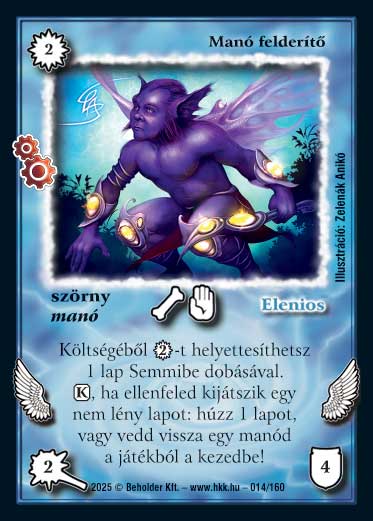 2
Manó felderítő
Illusztráció: Zelenák Anikó
szörny
manó
Elenios
Költségéből 2-t helyettesíthetsz
1 lap Semmibe dobásával.
K, ha ellenfeled kijátszik egy
nem lény lapot: húzz 1 lapot,
vagy vedd vissza egy manód
a játékból a kezedbe!
2
4
2025 © Beholder Kft. – www.hkk.hu – 014/160